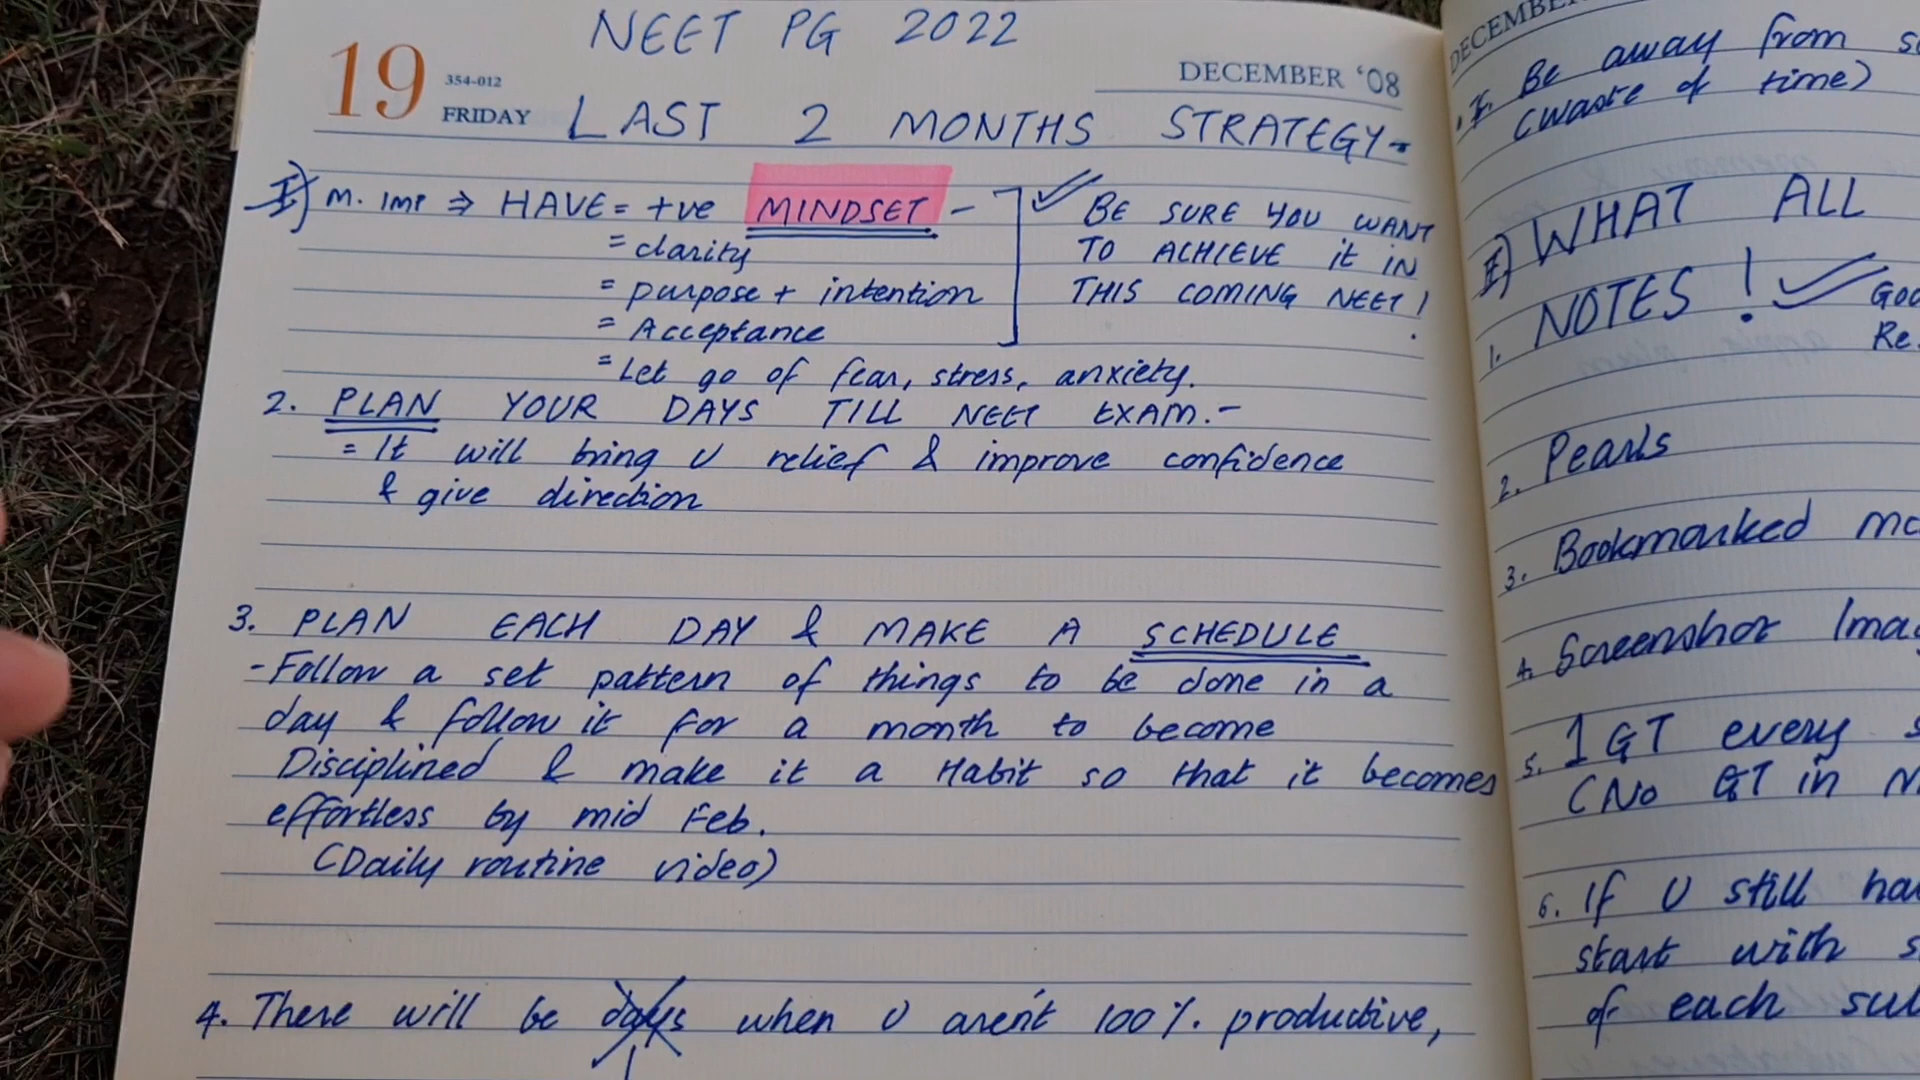 NEET PG 2022
19 354-012 DECEMBER '08
FRIDAY LAST 2 MONTHS STRATEGY-
I) M. IMP ⇒ HAVE = +ve MINDSET -
= clarity
= purpose + intention
= Acceptance
= Let go of fear, stress, anxiety.
✓ BE SURE YOU WANT
TO ACHIEVE it IN
THIS COMING NEET!
2. PLAN YOUR DAYS TILL NEET EXAM.-
= It will bring U relief & improve confidence
& give direction
3. PLAN EACH DAY & MAKE A SCHEDULE
- Follow a set pattern of things to be done in a
day & follow it for a month to become
Disciplined & make it a Habit so that it becomes
effortless by mid Feb.
(Daily routine video)
4. There will be days when U aren't 100%. productive,
DECEMBER
Be away from
(waste of time)
II) WHAT ALL
1. NOTES! ✓
Re.
2. Pearls
3. Bookmarked
4. Screenshot
5. 1 GT every
(No GT in
6. If U still
start with
of each